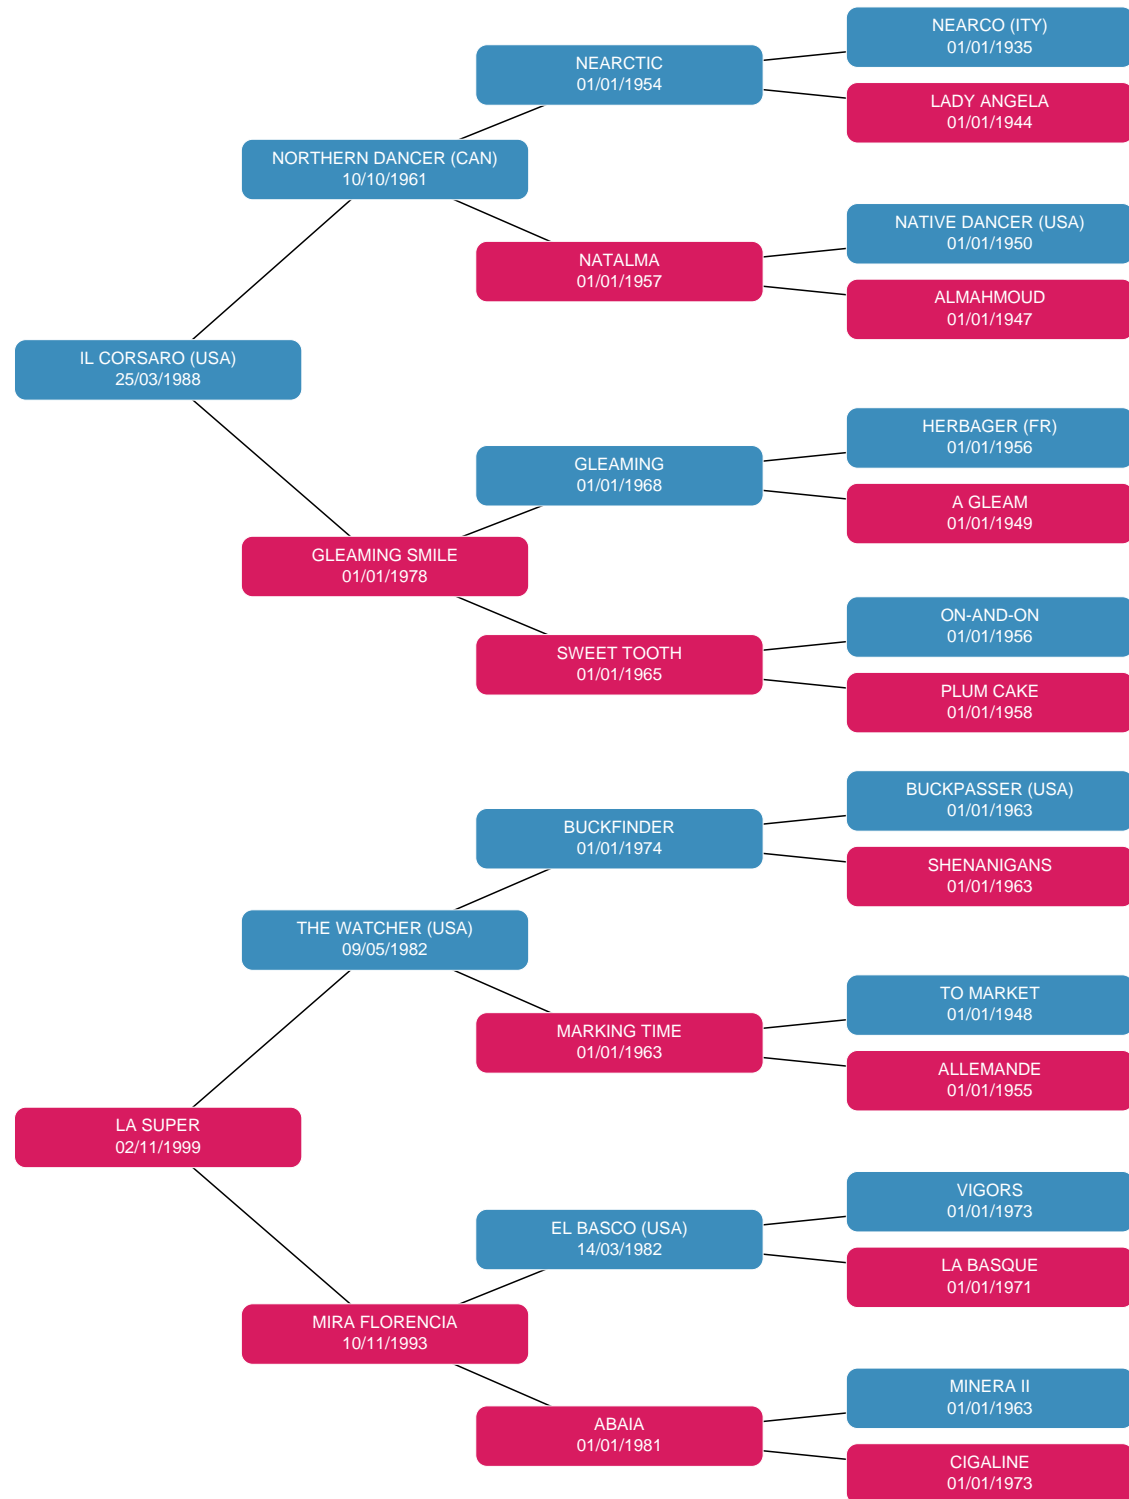 NEARCO (ITY)
01/01/1935
NEARCTIC
01/01/1954
LADY ANGELA
01/01/1944
NORTHERN DANCER (CAN)
10/10/1961
NATIVE DANCER (USA)
01/01/1950
NATALMA
01/01/1957
ALMAHMOUD
01/01/1947
IL CORSARO (USA)
25/03/1988
HERBAGER (FR)
01/01/1956
GLEAMING
01/01/1968
A GLEAM
01/01/1949
GLEAMING SMILE
01/01/1978
ON-AND-ON
01/01/1956
SWEET TOOTH
01/01/1965
PLUM CAKE
01/01/1958
BUCKPASSER (USA)
01/01/1963
BUCKFINDER
01/01/1974
SHENANIGANS
01/01/1963
THE WATCHER (USA)
09/05/1982
TO MARKET
01/01/1948
MARKING TIME
01/01/1963
ALLEMANDE
01/01/1955
LA SUPER
02/11/1999
VIGORS
01/01/1973
EL BASCO (USA)
14/03/1982
LA BASQUE
01/01/1971
MIRA FLORENCIA
10/11/1993
MINERA II
01/01/1963
ABAIA
01/01/1981
CIGALINE
01/01/1973